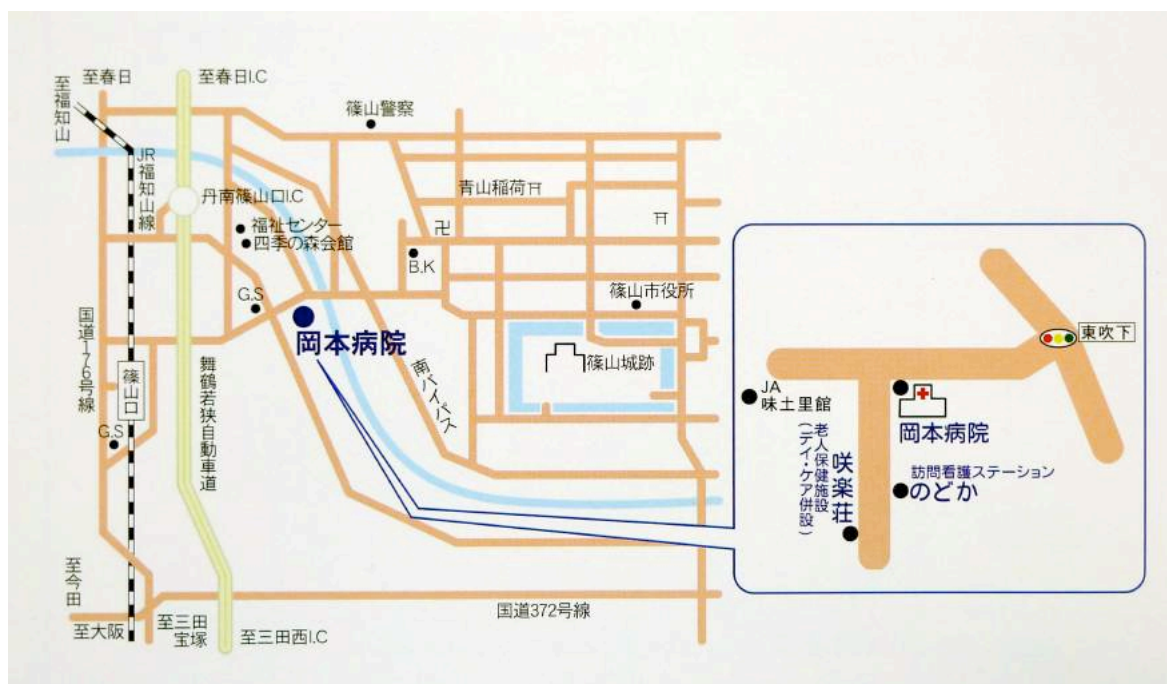 至春日
至春日I.C
至福知山
篠山警察
JR福知山線
丹南篠山口I.C
青山稲荷
福祉センター
四季の森会館
卍
B.K
G.S
篠山市役所
岡本病院
国道176号線
篠山口
舞鶴若狭自動車道
南バイパス
篠山城跡
G.S
至今田
至大阪
至三田
宝塚
至三田西I.C
国道372号線
東吹下
JA
味土里館
岡本病院
訪問看護ステーション
のどか
咲楽荘
老人保健施設
(デイ・ケア併設)